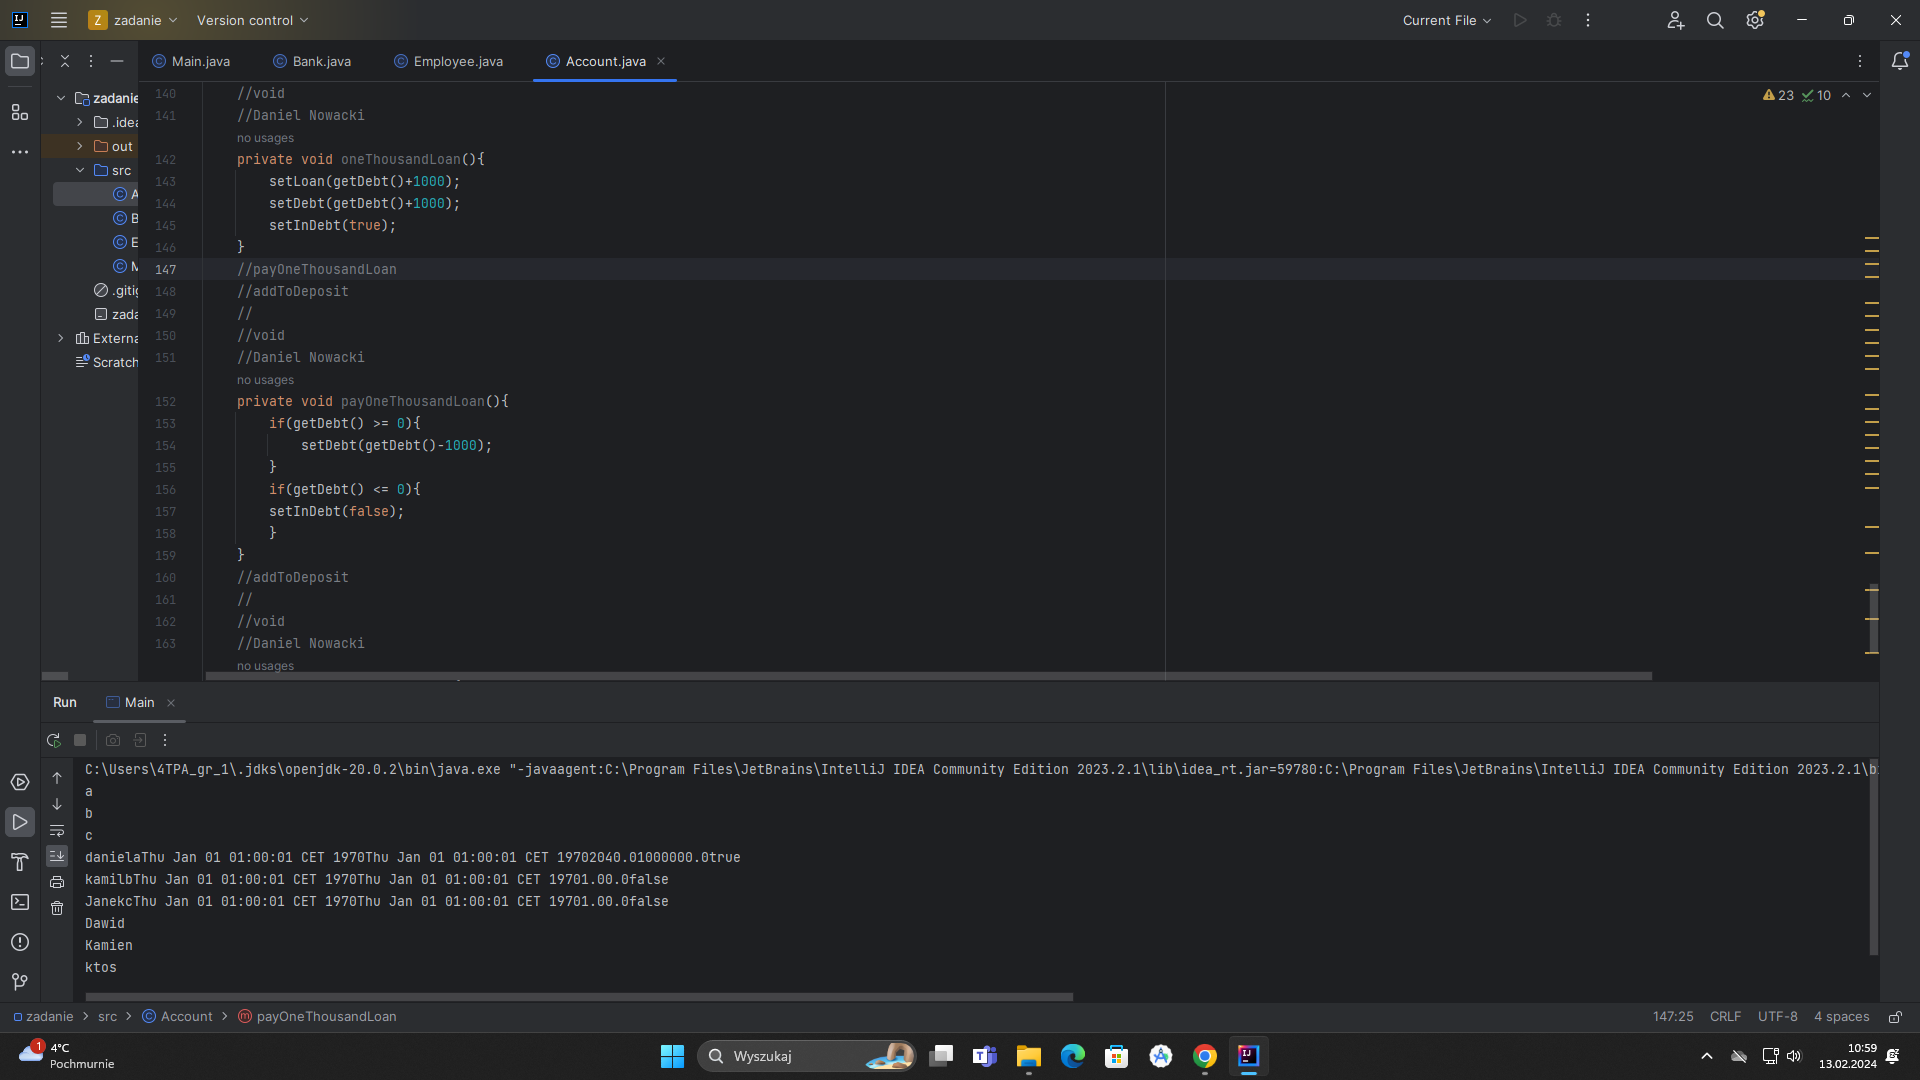 Z zadanie Version control Current File
Main.java Bank.java Employee.java Account.java
23 10
zadanie
.idea
out
src
A
B
E
M
.gitig
zada
Externa
Scratch
140 //void
141 //Daniel Nowacki
no usages
142 private void oneThousandLoan(){
143 setLoan(getDebt()+1000);
144 setDebt(getDebt()+1000);
145 setInDebt(true);
146 }
147 //payOneThousandLoan
148 //addToDeposit
149 //
150 //void
151 //Daniel Nowacki
no usages
152 private void payOneThousandLoan(){
153 if(getDebt() >= 0){
154 setDebt(getDebt()-1000);
155 }
156 if(getDebt() <= 0){
157 setInDebt(false);
158 }
159 }
160 //addToDeposit
161 //
162 //void
163 //Daniel Nowacki
no usages
Run Main
C:\Users\4TPA_gr_1\.jdks\openjdk-20.0.2\bin\java.exe "-javaagent:C:\Program Files\JetBrains\IntelliJ IDEA Community Edition 2023.2.1\lib\idea_rt.jar=59780:C:\Program Files\JetBrains\IntelliJ IDEA Community Edition 2023.2.1\b
a
b
c
danielaThu Jan 01 01:00:01 CET 1970Thu Jan 01 01:00:01 CET 19702040.01000000.0true
kamilbThu Jan 01 01:00:01 CET 1970Thu Jan 01 01:00:01 CET 19701.00.0false
JanekcThu Jan 01 01:00:01 CET 1970Thu Jan 01 01:00:01 CET 19701.00.0false
Dawid
Kamien
ktos
zadanie > src > Account > payOneThousandLoan 147:25 CRLF UTF-8 4 spaces
1
4°C
Pochmurnie
Wyszukaj
10:59
13.02.2024